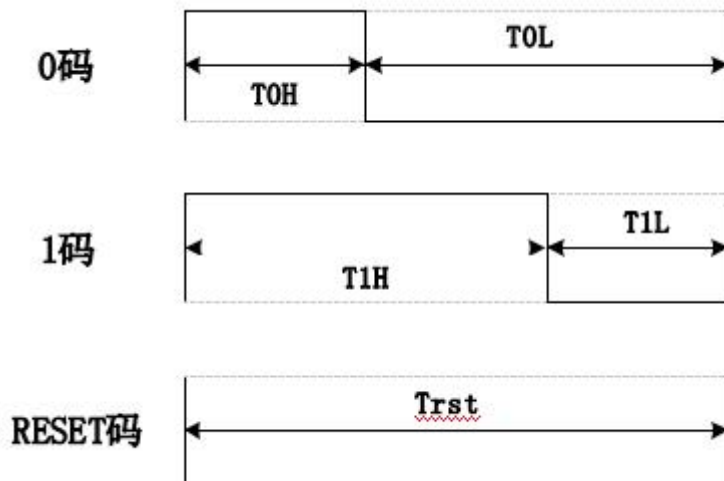 0码
T0H
T0L
1码
T1H
T1L
RESET码
Trst